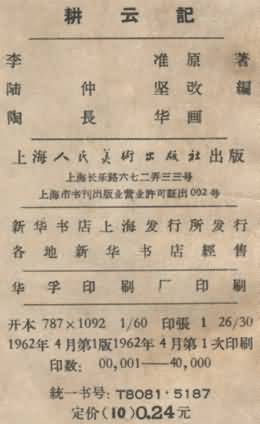 耕云記
李准原著
陆仲坚改編
陶長华画
上海人民美術出版社出版
上海长乐路六七二弄三三号
上海市书刊出版业营业許可証出002号
新华书店上海发行所发行
各地新华书店經售
华孚印刷厂印刷
开本 787×1092 1/60 印張 1 26/30
1962年4月第1版1962年4月第1次印刷
印数: 00,001——40,000
統一书号: T8081·5187
定价(10)0.24元